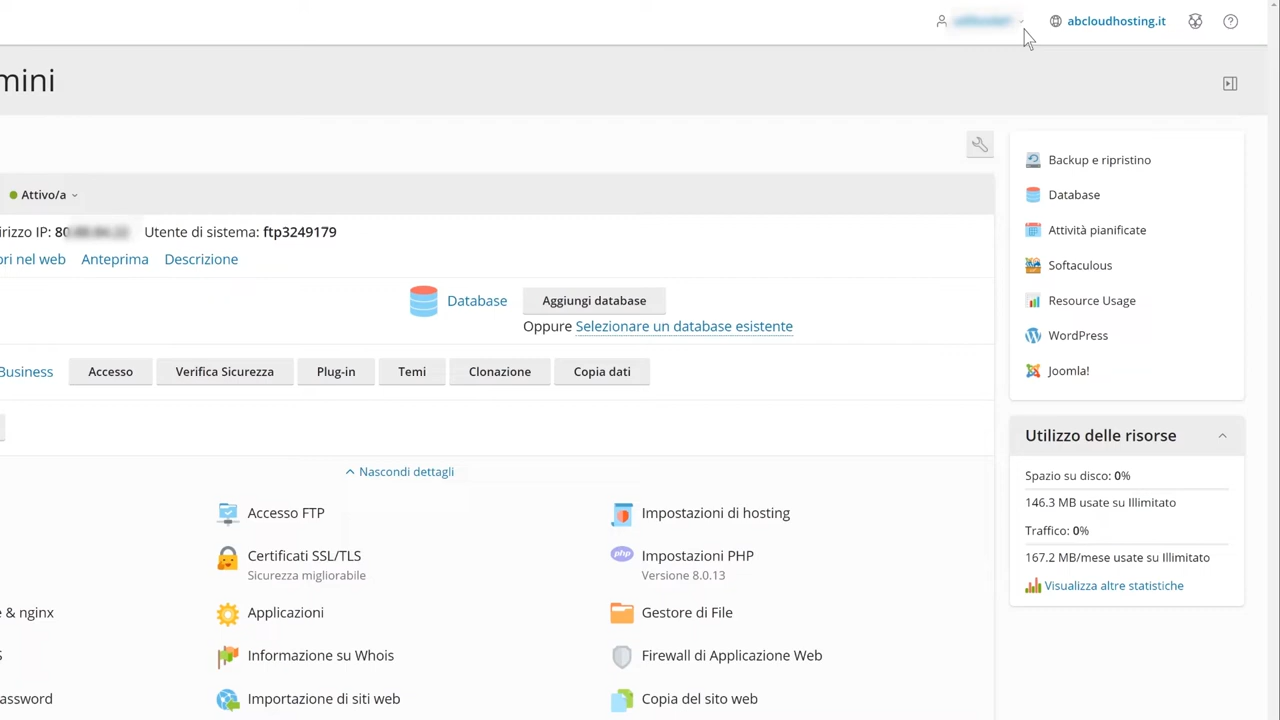 abcloudhosting.it
mini
Attivo/a
irizzo IP: 80 Utente di sistema: ftp3249179
ri nel web Anteprima Descrizione
Database Aggiungi database
Oppure Selezionare un database esistente
Business Accesso Verifica Sicurezza Plug-in Temi Clonazione Copia dati
Nascondi dettagli
Accesso FTP
Impostazioni di hosting
Certificati SSL/TLS
Sicurezza migliorabile
php
Impostazioni PHP
Versione 8.0.13
e & nginx
Applicazioni
Gestore di File
S
Informazione su Whois
Firewall di Applicazione Web
assword
Importazione di siti web
Copia del sito web
Backup e ripristino
Database
Attività pianificate
Softaculous
Resource Usage
WordPress
Joomla!
Utilizzo delle risorse
Spazio su disco: 0%
146.3 MB usate su Illimitato
Traffico: 0%
167.2 MB/mese usate su Illimitato
Visualizza altre statistiche